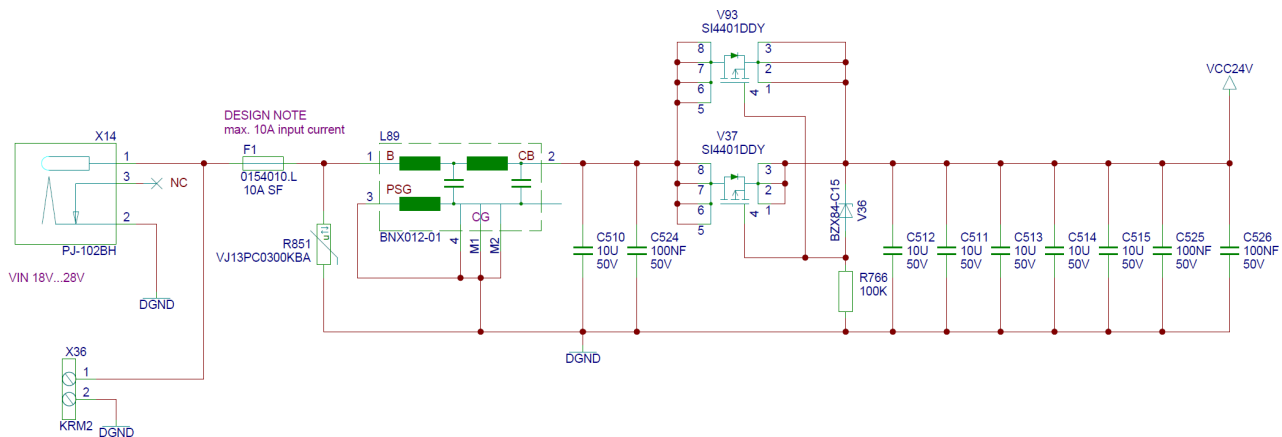 V93
SI4401DDY
8
7
6
5
3
2
1
4
VCC24V
DESIGN NOTE
max. 10A input current
X14
1
3
NC
2
PJ-102BH
VIN 18V...28V
DGND
F1
0154010.L
10A SF
L89
1
B
CB
2
3
PSG
CG
4
M1
M2
BNX012-01
R851
VJ13PC0300KBA
U
V37
SI4401DDY
8
7
6
5
3
2
1
4
BZX84-C15
V36
C510
10U
50V
C524
100NF
50V
R766
100K
C512
10U
50V
C511
10U
50V
C513
10U
50V
C514
10U
50V
C515
10U
50V
C525
100NF
50V
C526
100NF
50V
DGND
X36
1
2
KRM2
DGND